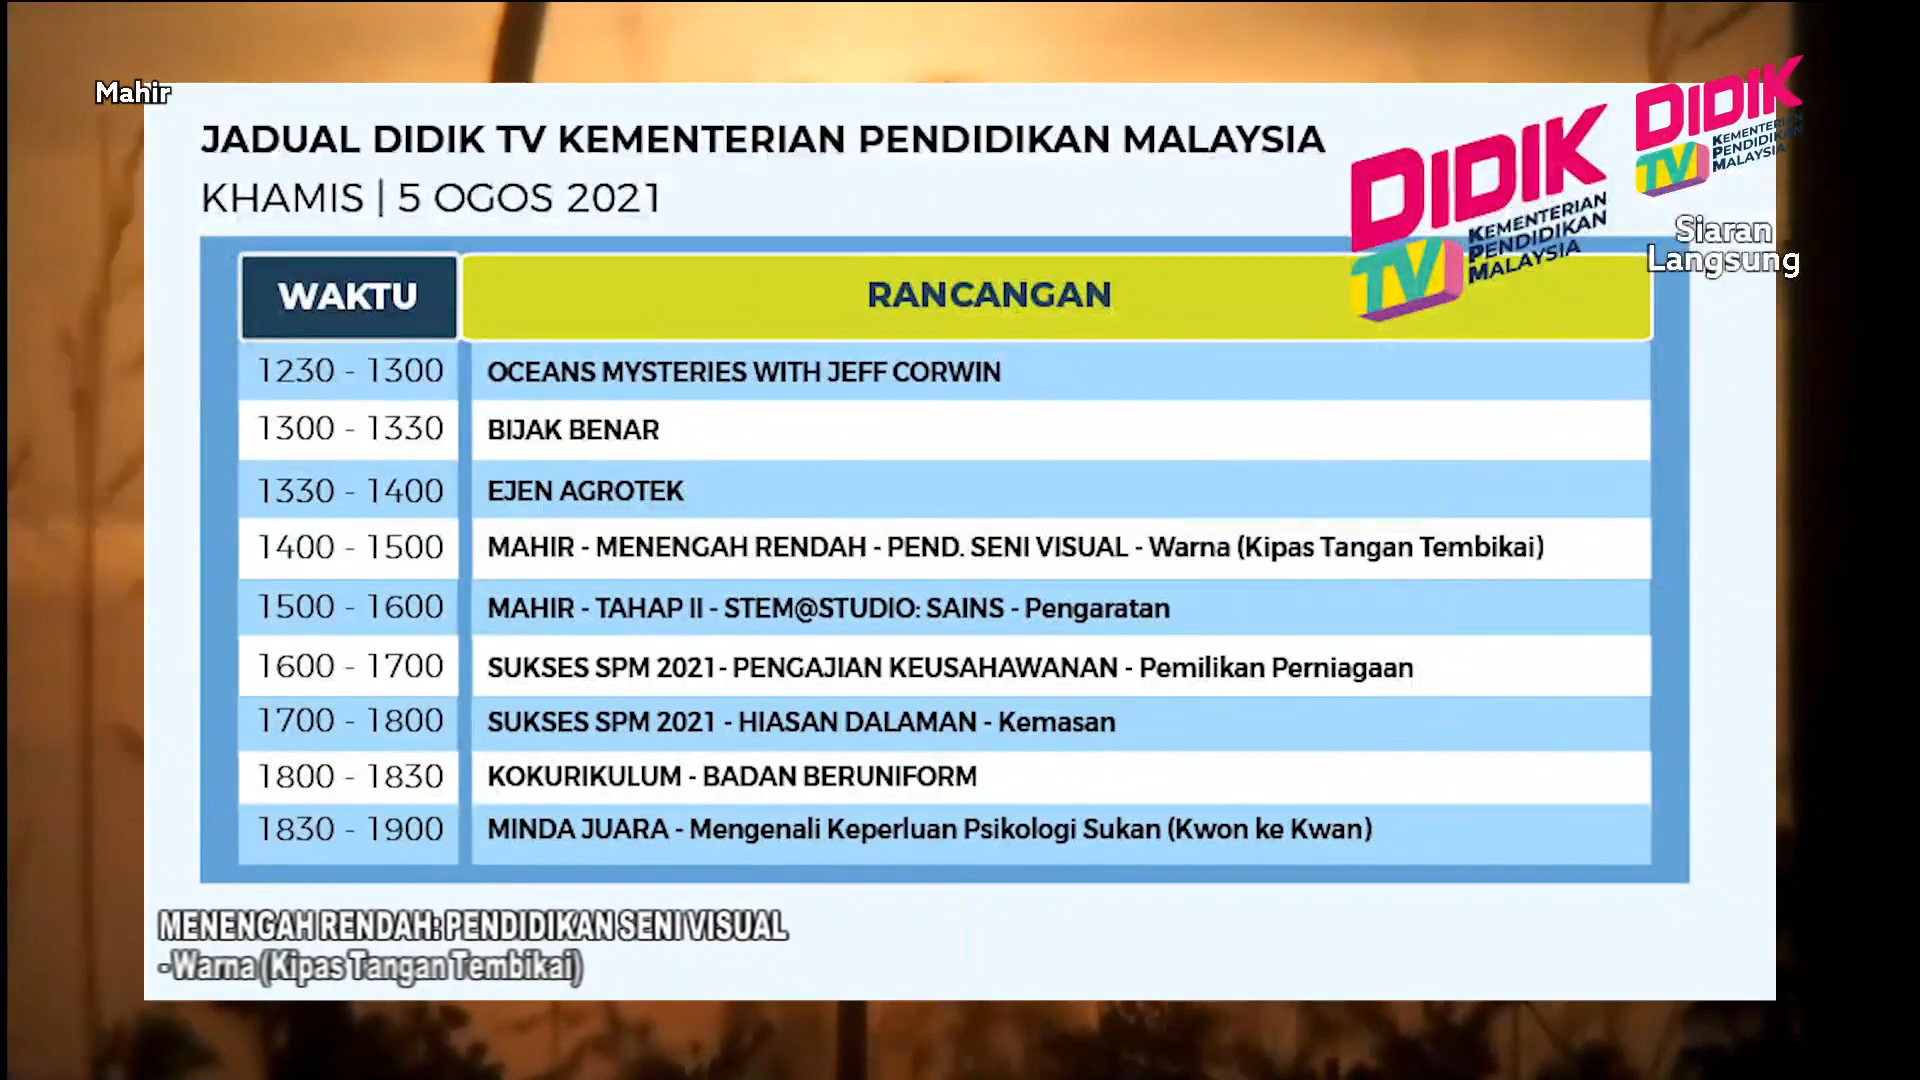 Mahir
JADUAL DIDIK TV KEMENTERIAN PENDIDIKAN MALAYSIA
KHAMIS | 5 OGOS 2021
DIDIK
TV
KEMENTERIAN
PENDIDIKAN
MALAYSIA
DIDIK
TV
KEMENTERIAN
PENDIDIKAN
MALAYSIA
Siaran
Langsung
WAKTU RANCANGAN
1230 - 1300 OCEANS MYSTERIES WITH JEFF CORWIN
1300 - 1330 BIJAK BENAR
1330 - 1400 EJEN AGROTEK
1400 - 1500 MAHIR - MENENGAH RENDAH - PEND. SENI VISUAL - Warna (Kipas Tangan Tembikai)
1500 - 1600 MAHIR - TAHAP II - STEM@STUDIO: SAINS - Pengaratan
1600 - 1700 SUKSES SPM 2021- PENGAJIAN KEUSAHAWANAN - Pemilikan Perniagaan
1700 - 1800 SUKSES SPM 2021 - HIASAN DALAMAN - Kemasan
1800 - 1830 KOKURIKULUM - BADAN BERUNIFORM
1830 - 1900 MINDA JUARA - Mengenali Keperluan Psikologi Sukan (Kwon ke Kwan)
MENENGAH RENDAH: PENDIDIKAN SENI VISUAL
- Warna (Kipas Tangan Tembikai)